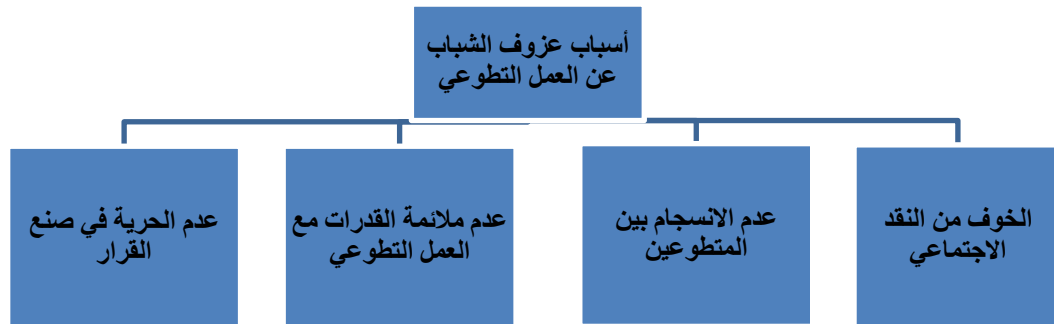 أسباب عزوف الشباب
عن العمل التطوعي
الخوف من النقد
الاجتماعي
عدم الانسجام بين
المتطوعين
عدم ملائمة القدرات مع
العمل التطوعي
عدم الحرية في صنع
القرار